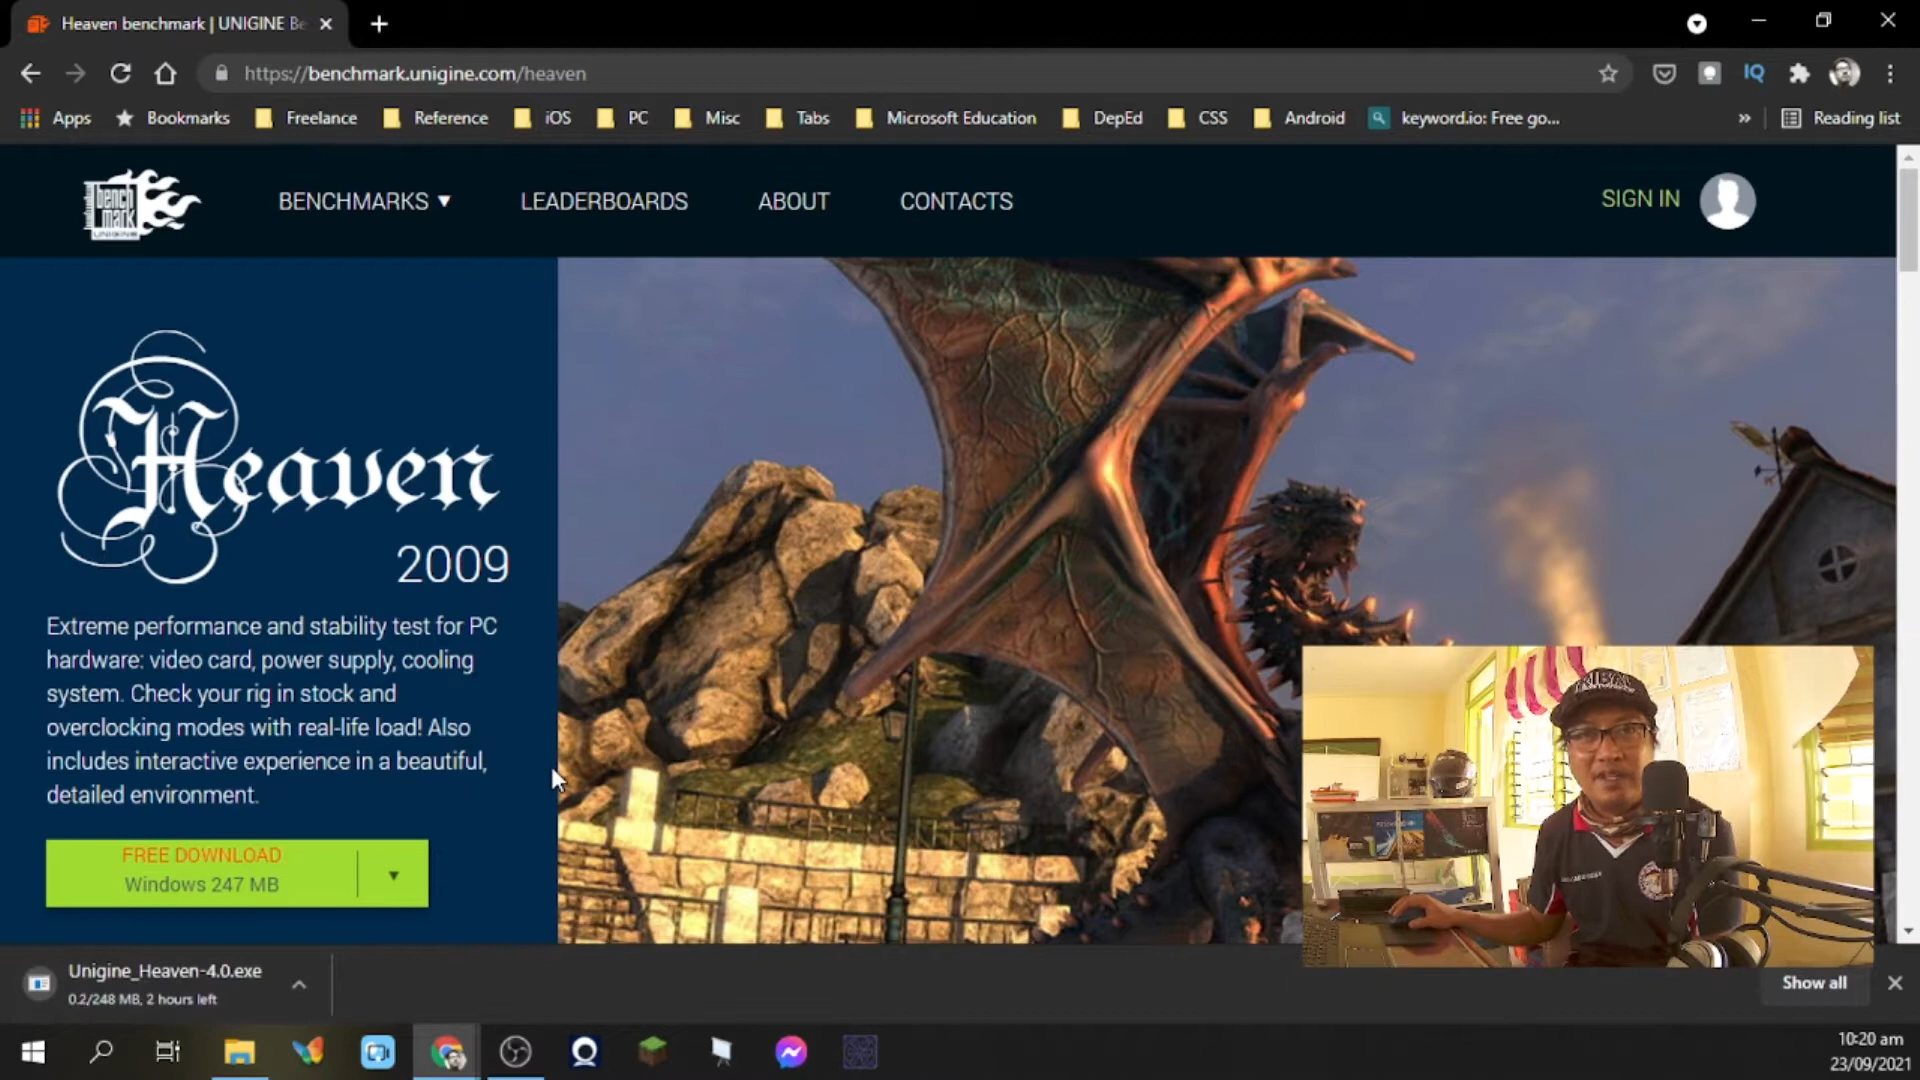 Heaven benchmark | UNIGINE Be
https://benchmark.unigine.com/heaven
IQ
Apps
Bookmarks
Freelance
Reference
iOS
PC
Misc
Tabs
Microsoft Education
DepEd
CSS
Android
keyword.io: Free go...
»
Reading list
bench
mark
UNIGINE
BENCHMARKS ▼
LEADERBOARDS
ABOUT
CONTACTS
SIGN IN
Heaven
2009
Extreme performance and stability test for PC
hardware: video card, power supply, cooling
system. Check your rig in stock and
overclocking modes with real-life load! Also
includes interactive experience in a beautiful,
detailed environment.
FREE DOWNLOAD
Windows 247 MB
Unigine_Heaven-4.0.exe
0.2/248 MB, 2 hours left
Show all
10:20 am
23/09/2021